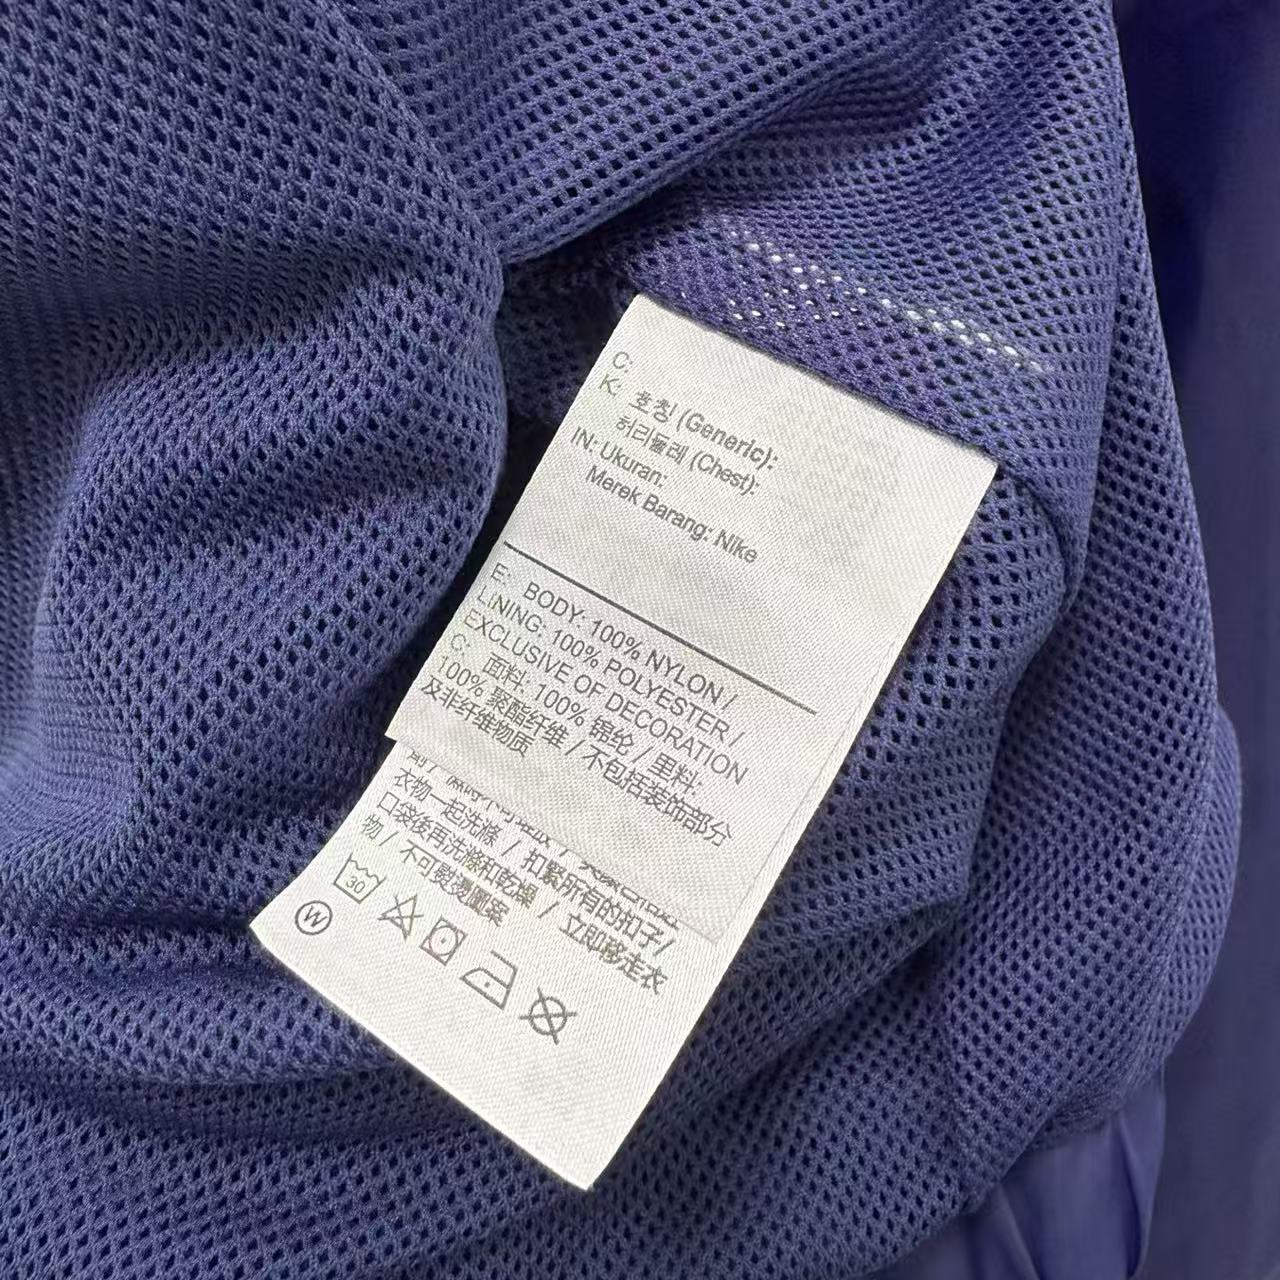 C:
K: 호칭 (Generic):
허리둘레 (Chest):
IN: Ukuran:
Merek Barang: Nike
E: BODY: 100% NYLON /
LINING: 100% POLYESTER /
EXCLUSIVE OF DECORATION
C: 面料: 100% 锦纶 / 里料:
100% 聚酯纤维 / 不包括装饰部分
及非纤维物质
衣物一起洗滌 / 扣緊所有的扣子/
口袋後再洗滌和乾燥 / 立即移走衣
物 / 不可熨燙圖案
30
W